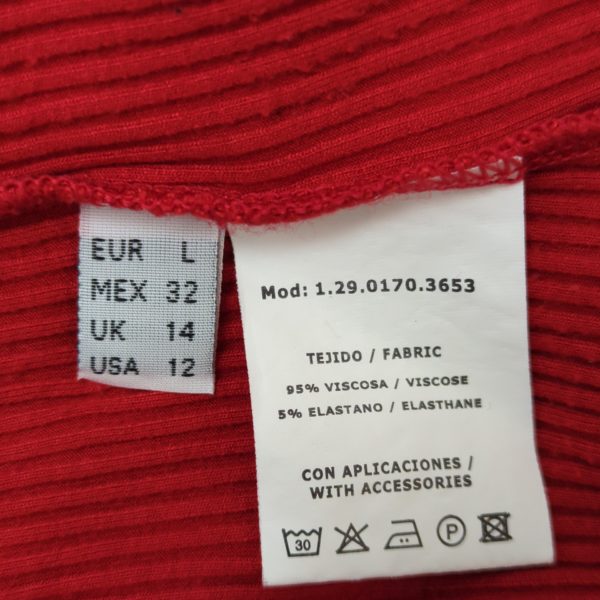 EUR L
MEX 32
UK 14
USA 12
Mod: 1.29.0170.3653
TEJIDO / FABRIC
95% VISCOSA / VISCOSE
5% ELASTANO / ELASTHANE
CON APLICACIONES /
WITH ACCESSORIES
30
P